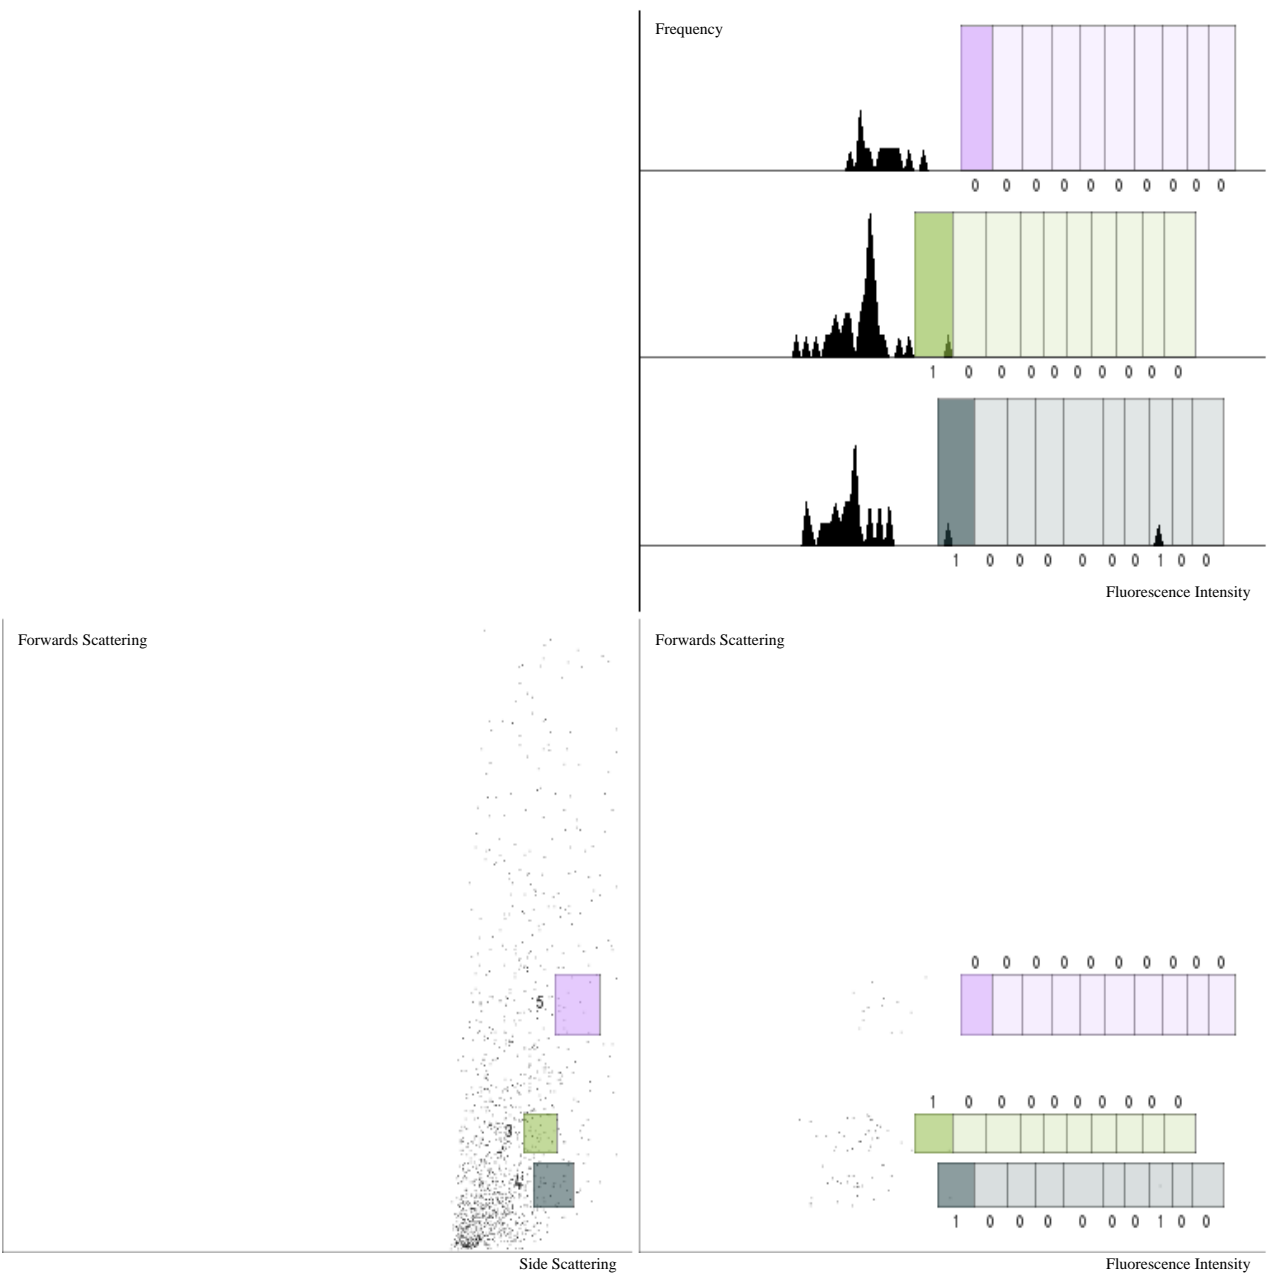 Frequency
0 0 0 0 0 0 0 0 0 0
1 0 0 0 0 0 0 0 0 0
1 0 0 0 0 0 0 1 0 0
Fluorescence Intensity
Forwards Scattering
5
3
4
Side Scattering
Forwards Scattering
0 0 0 0 0 0 0 0 0 0
1 0 0 0 0 0 0 0 0 0
1 0 0 0 0 0 0 1 0 0
Fluorescence Intensity